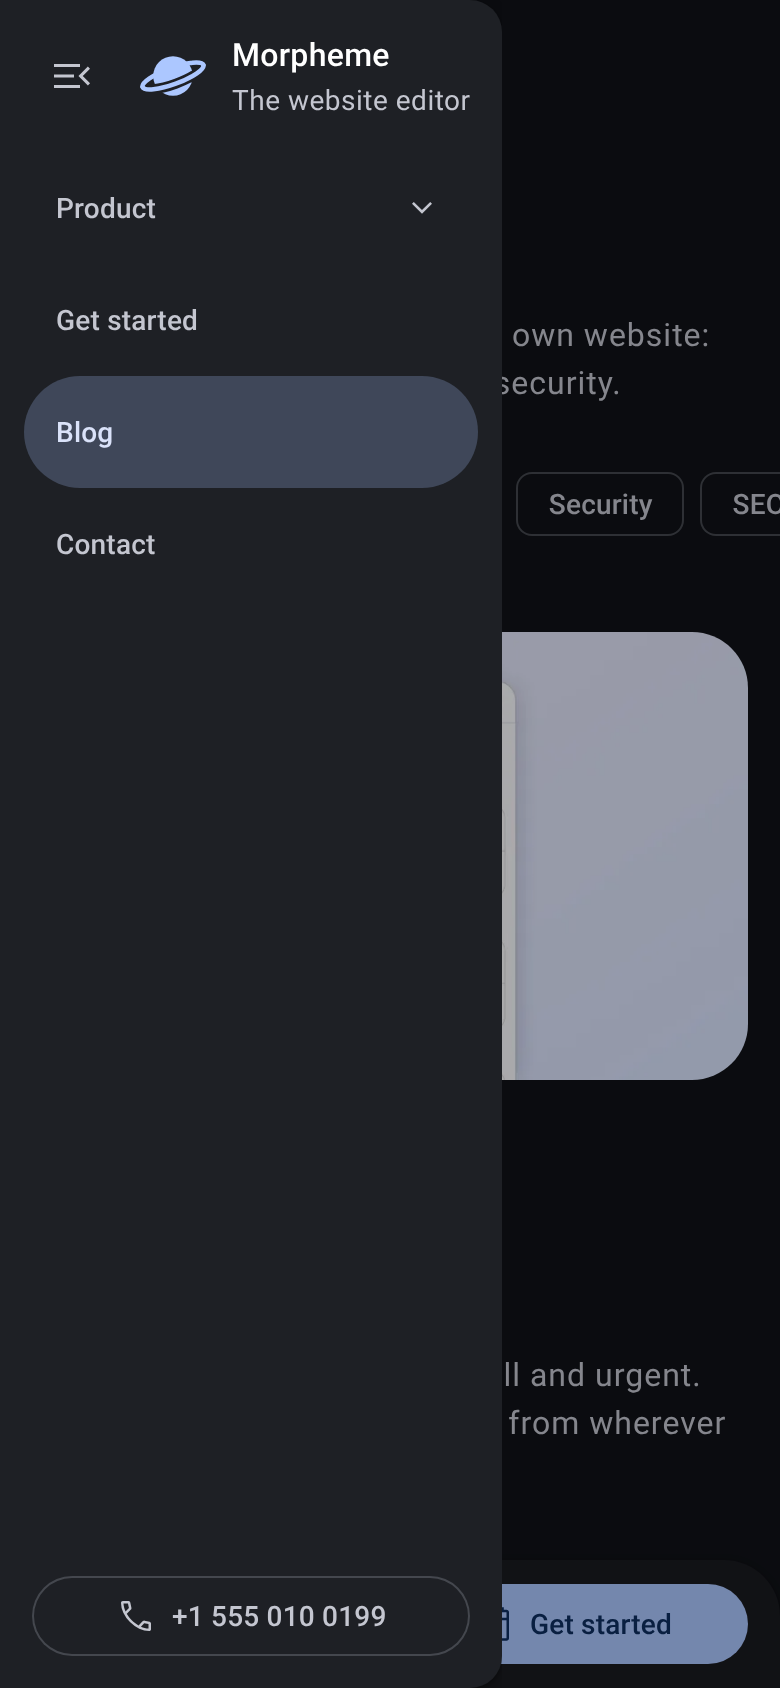 Morpheme
The website editor
Product
Get started
Blog
Contact
own website:
security.
Security
SEO
ll and urgent.
from wherever
+1 555 010 0199
Get started